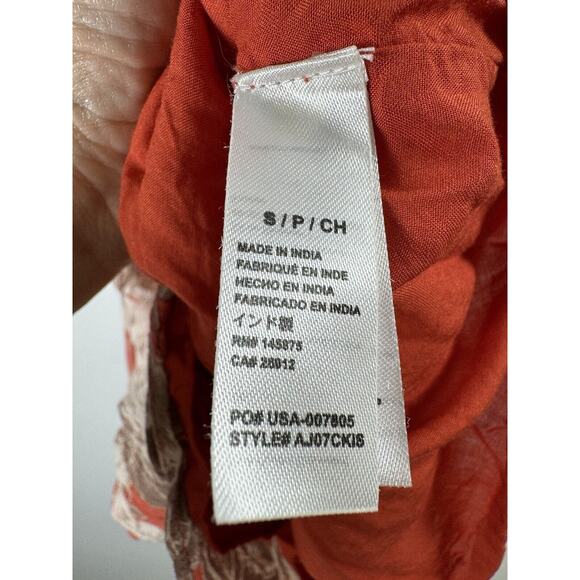 S / P / CH
MADE IN INDIA
FABRIQUÉ EN INDE
HECHO EN INDIA
FABRICADO EN INDIA
インド製
RN# 145875
CA# 26912
PO# USA-007805
STYLE# AJ07CKIS